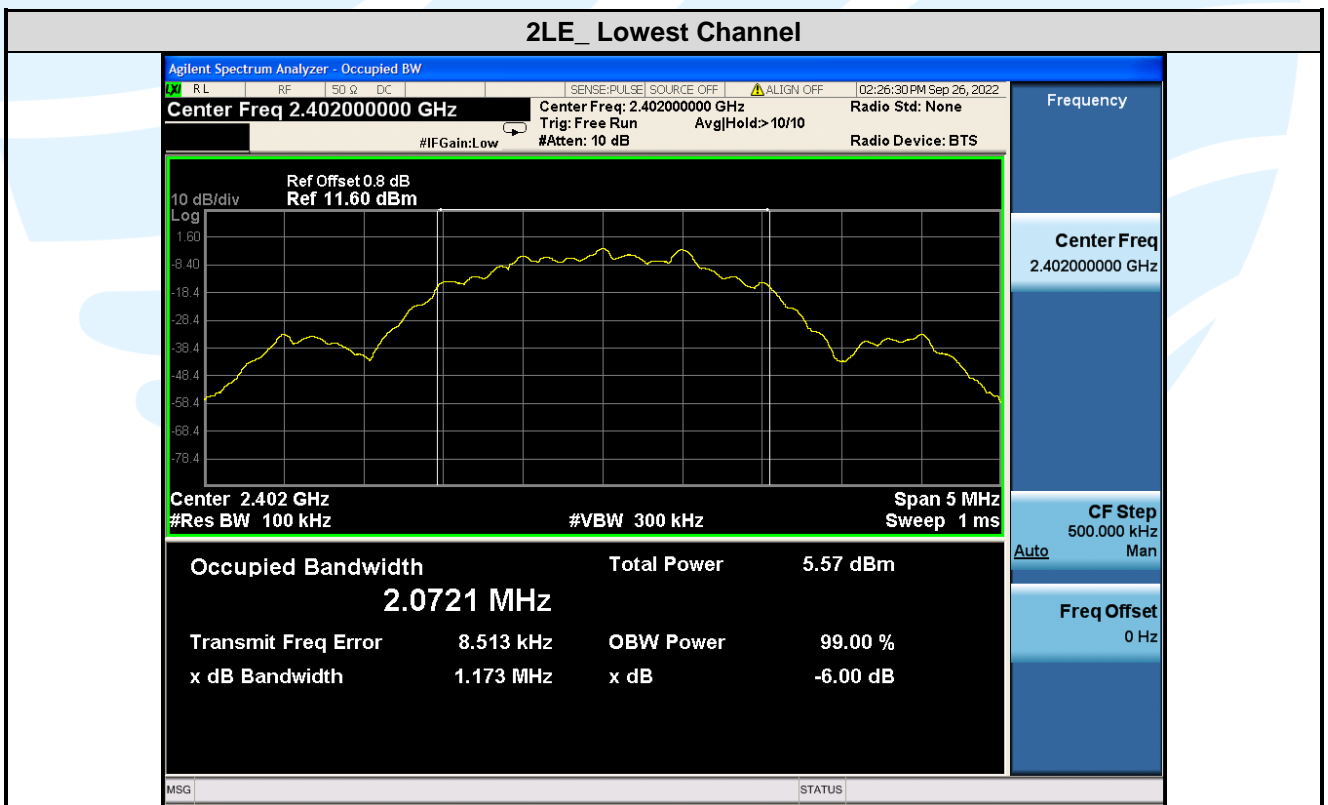 2LE_ Lowest Channel
Agilent Spectrum Analyzer - Occupied BW
LXI RL RF 50 Ω DC SENSE:PULSE SOURCE OFF ALIGN OFF 02:26:30 PM Sep 26, 2022
Center Freq 2.402000000 GHz
Center Freq: 2.402000000 GHz
Radio Std: None
Trig: Free Run Avg|Hold:>10/10
#IFGain:Low
#Atten: 10 dB
Radio Device: BTS
Frequency
Ref Offset 0.8 dB
10 dB/div Ref 11.60 dBm
Log
1.60
-8.40
-18.4
-28.4
-38.4
-48.4
-58.4
-68.4
-78.4
Center 2.402 GHz Span 5 MHz
#Res BW 100 kHz #VBW 300 kHz Sweep 1 ms
Center Freq
2.402000000 GHz
CF Step
500.000 kHz
Auto Man
Freq Offset
0 Hz
Occupied Bandwidth Total Power 5.57 dBm
2.0721 MHz
Transmit Freq Error 8.513 kHz OBW Power 99.00 %
x dB Bandwidth 1.173 MHz x dB -6.00 dB
MSG STATUS